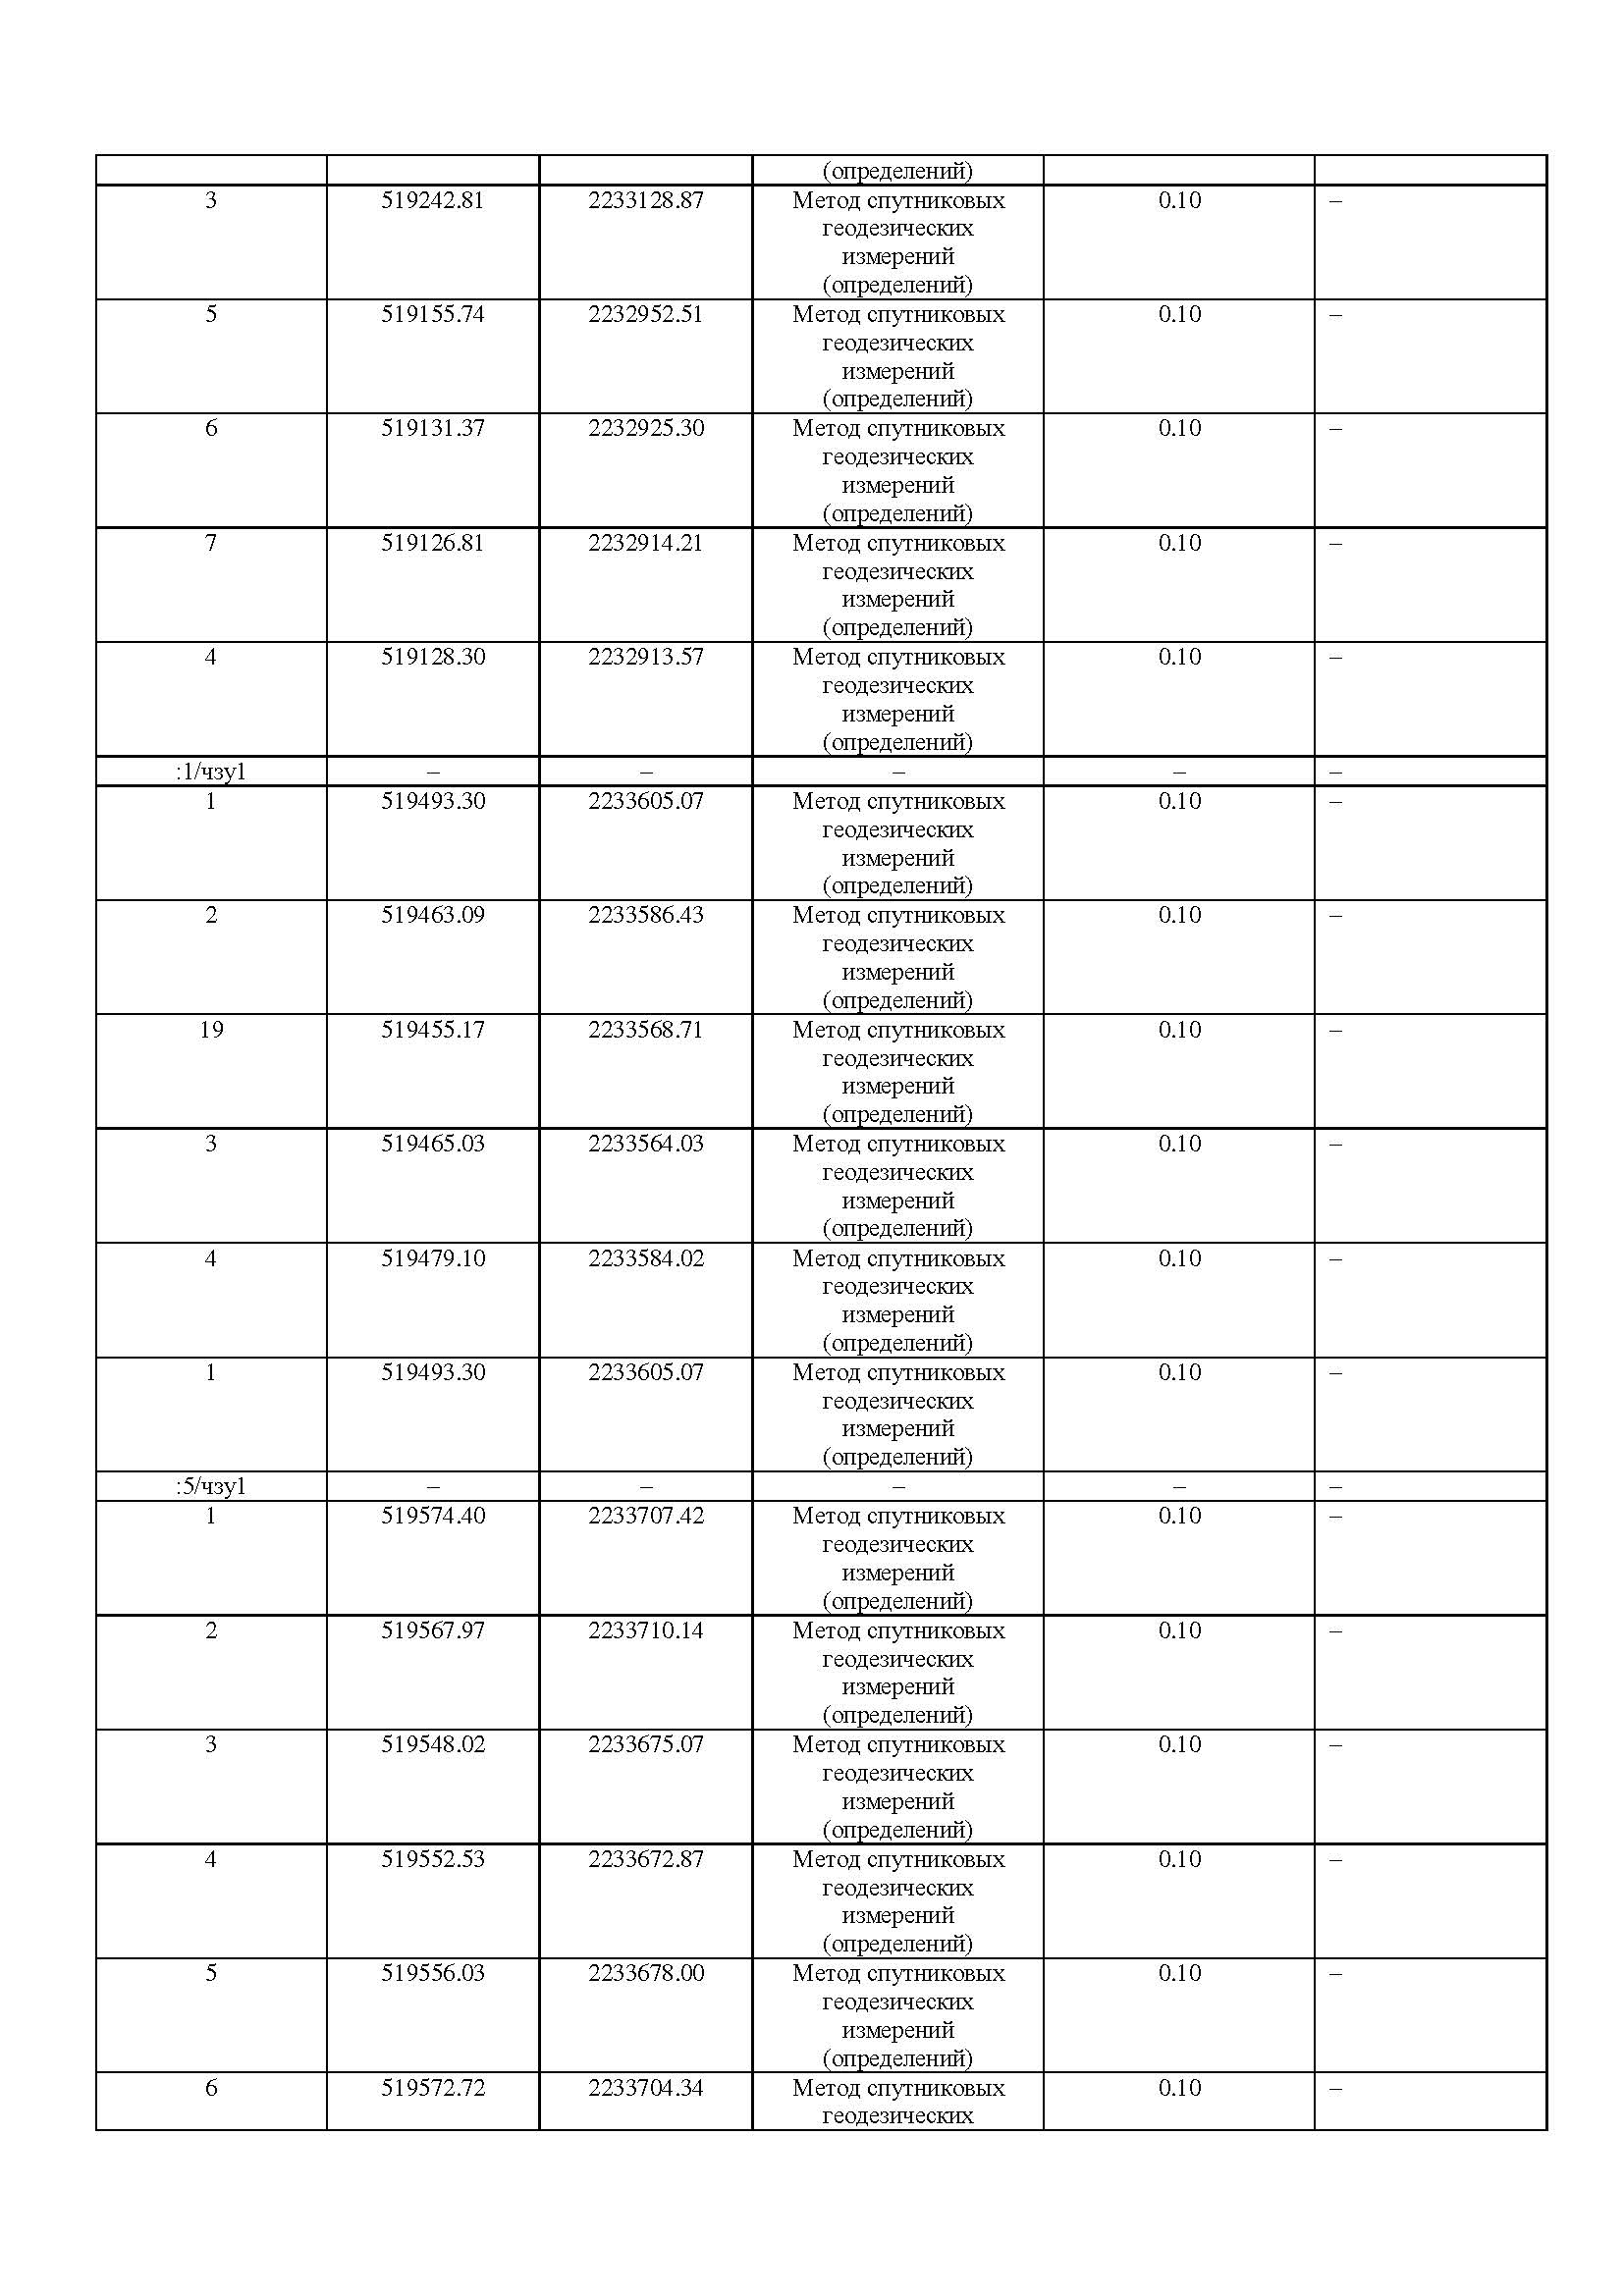 (определений)
3 519242.81 2233128.87 Метод спутниковых 0.10 –
геодезических
измерений
(определений)
5 519155.74 2232952.51 Метод спутниковых 0.10 –
геодезических
измерений
(определений)
6 519131.37 2232925.30 Метод спутниковых 0.10 –
геодезических
измерений
(определений)
7 519126.81 2232914.21 Метод спутниковых 0.10 –
геодезических
измерений
(определений)
4 519128.30 2232913.57 Метод спутниковых 0.10 –
геодезических
измерений
(определений)
:1/чзу1 – – – – –
1 519493.30 2233605.07 Метод спутниковых 0.10 –
геодезических
измерений
(определений)
2 519463.09 2233586.43 Метод спутниковых 0.10 –
геодезических
измерений
(определений)
19 519455.17 2233568.71 Метод спутниковых 0.10 –
геодезических
измерений
(определений)
3 519465.03 2233564.03 Метод спутниковых 0.10 –
геодезических
измерений
(определений)
4 519479.10 2233584.02 Метод спутниковых 0.10 –
геодезических
измерений
(определений)
1 519493.30 2233605.07 Метод спутниковых 0.10 –
геодезических
измерений
(определений)
:5/чзу1 – – – – –
1 519574.40 2233707.42 Метод спутниковых 0.10 –
геодезических
измерений
(определений)
2 519567.97 2233710.14 Метод спутниковых 0.10 –
геодезических
измерений
(определений)
3 519548.02 2233675.07 Метод спутниковых 0.10 –
геодезических
измерений
(определений)
4 519552.53 2233672.87 Метод спутниковых 0.10 –
геодезических
измерений
(определений)
5 519556.03 2233678.00 Метод спутниковых 0.10 –
геодезических
измерений
(определений)
6 519572.72 2233704.34 Метод спутниковых 0.10 –
геодезических